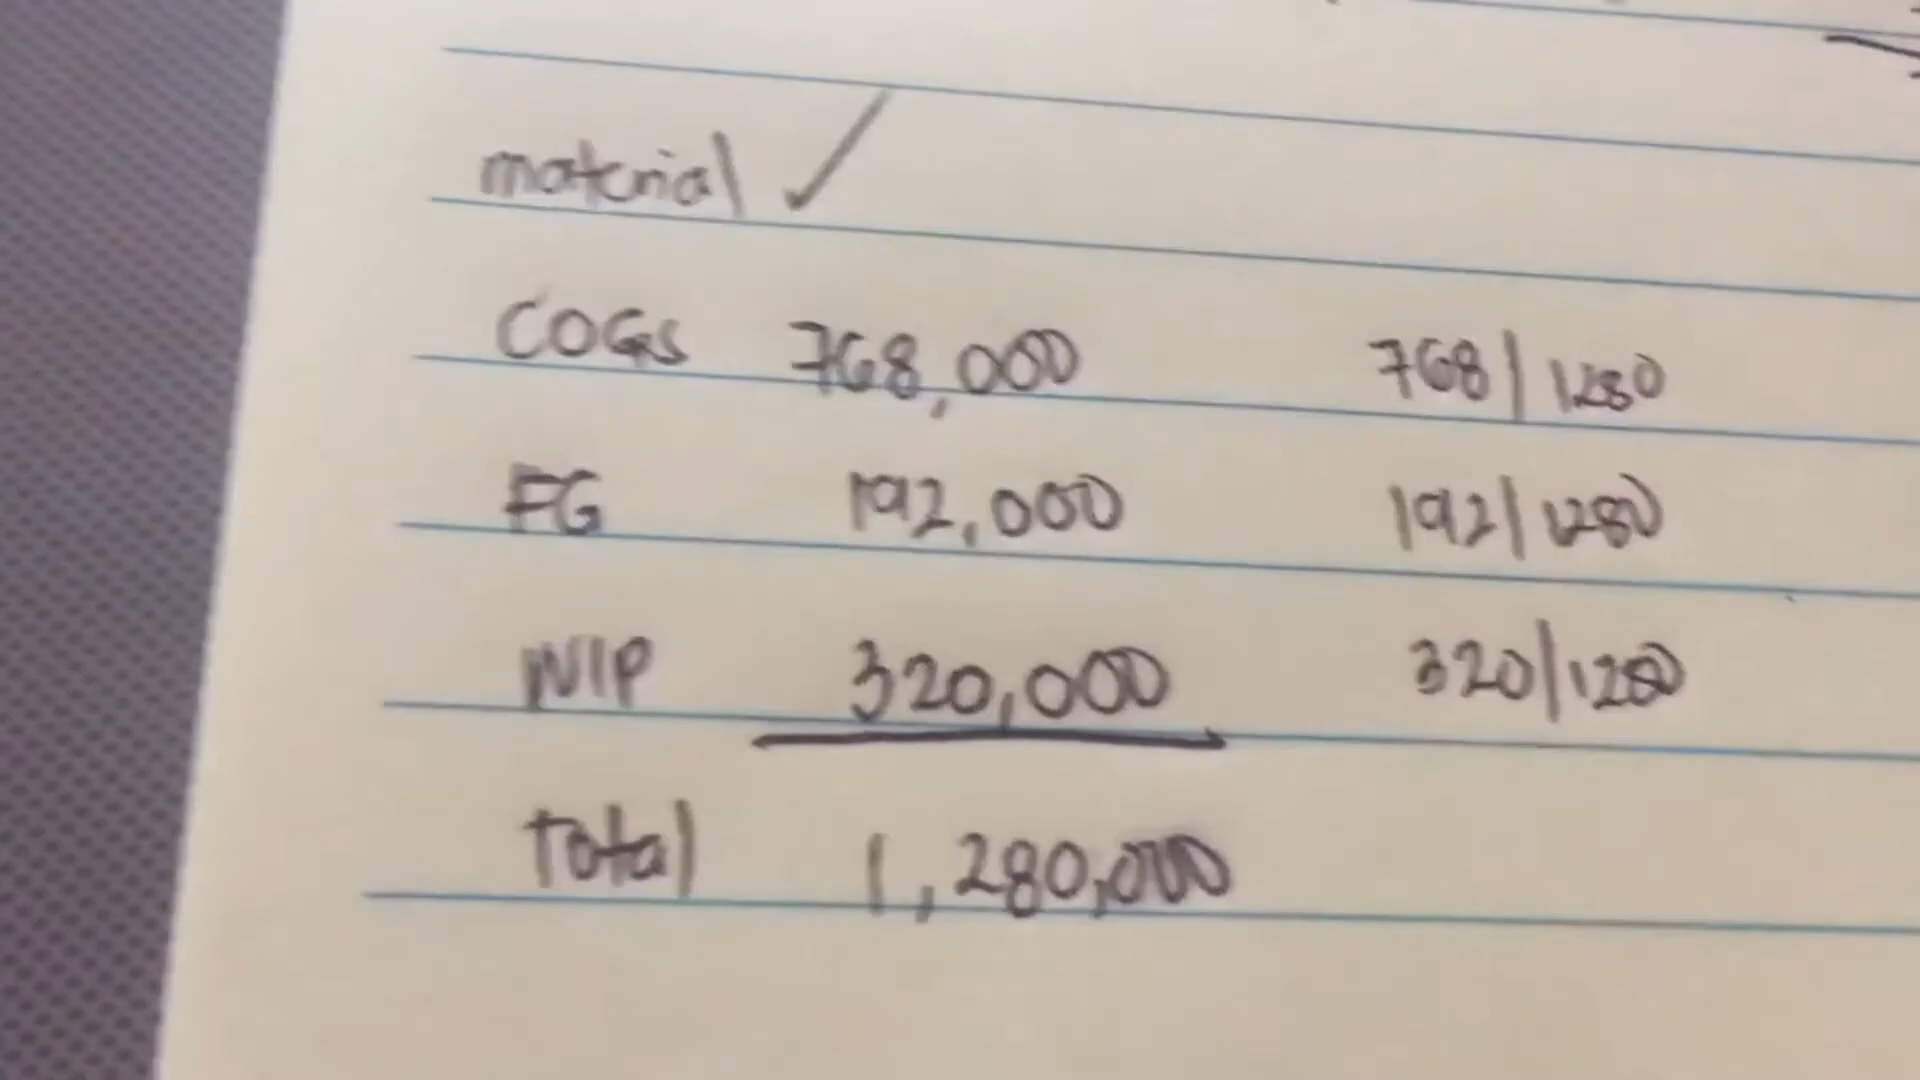 material ✓
COGS 768,000 768/1280
FG 192,000 192/1280
WIP 320,000 320/1280
total 1,280,000